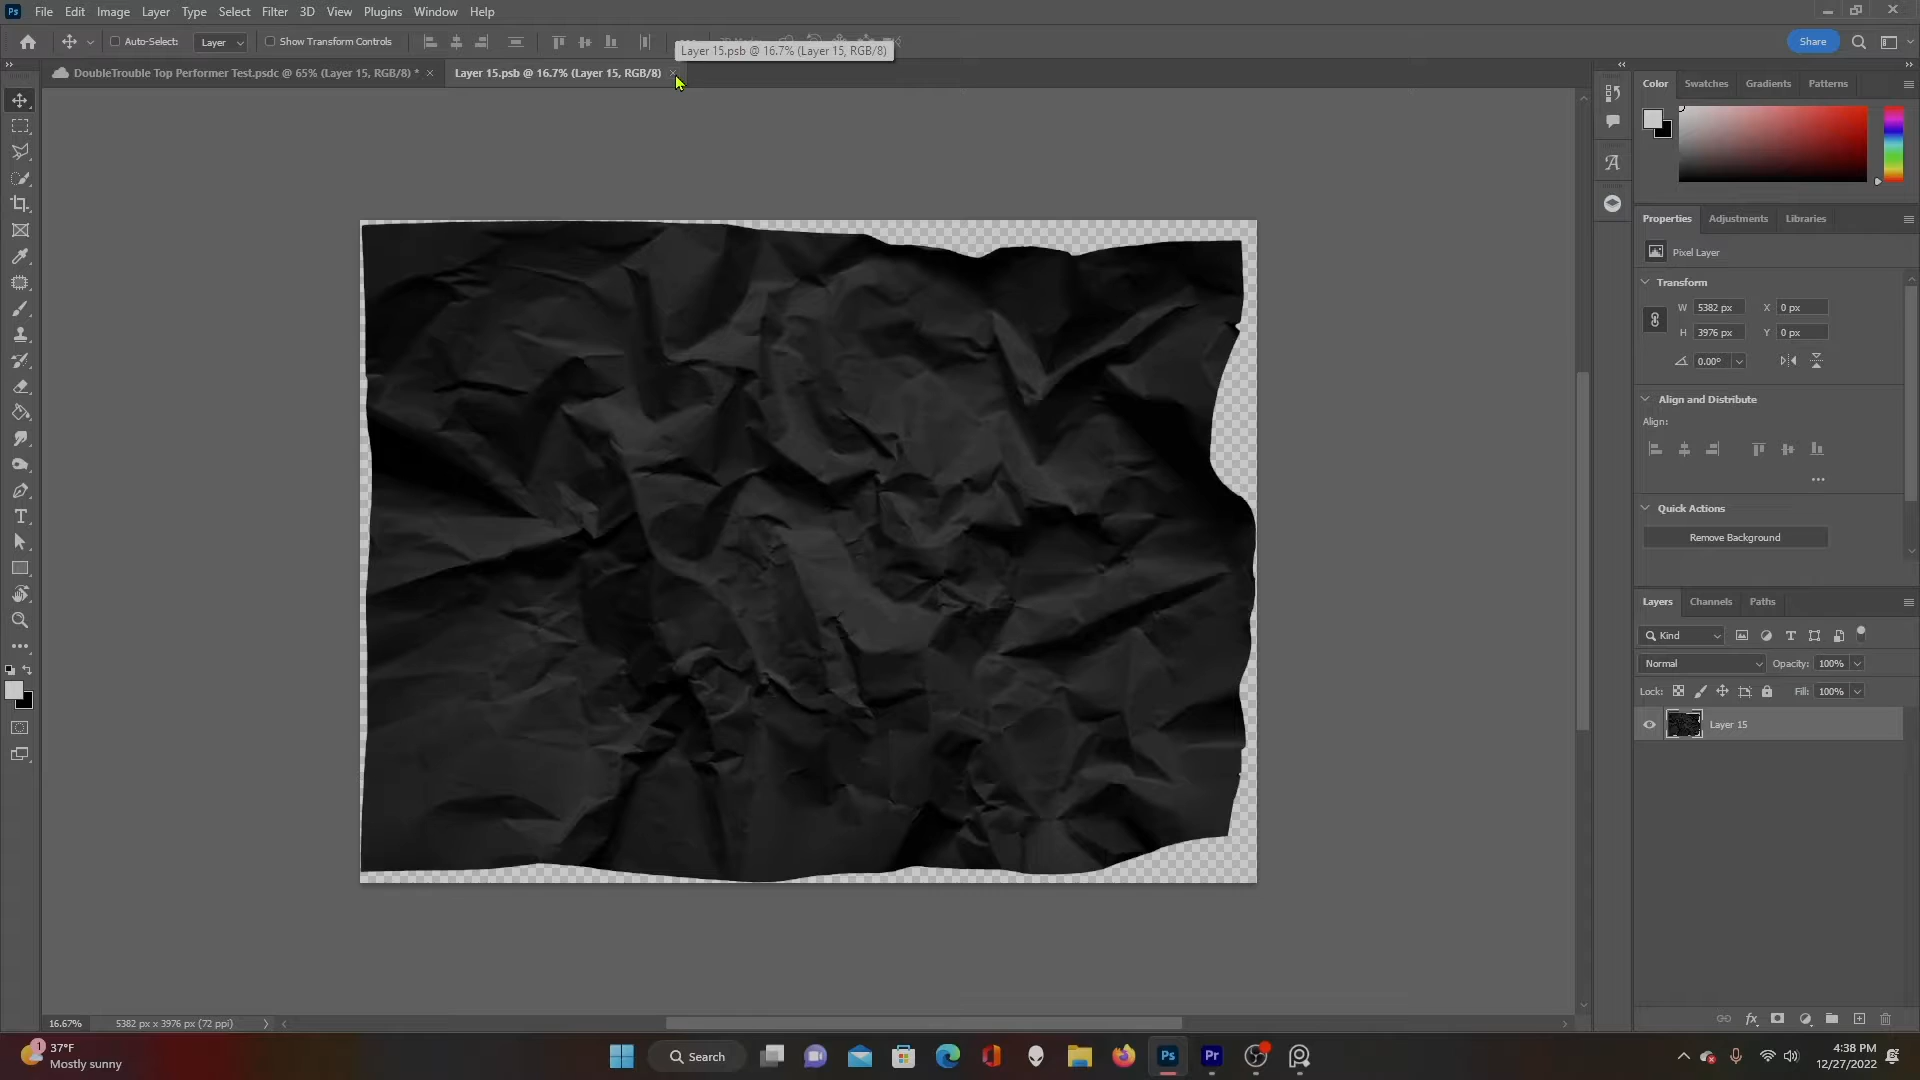 Ps File Edit Image Layer Type Select Filter 3D View Plugins Window Help
Auto-Select: Layer Show Transform Controls Share
Layer 15.psb @ 16.7% (Layer 15, RGB/8)
DoubleTrouble Top Performer Test.psdc @ 65% (Layer 15, RGB/8) * × Layer 15.psb @ 16.7% (Layer 15, RGB/8) ×
Color Swatches Gradients Patterns
Properties Adjustments Libraries
Pixel Layer
Transform
W 5382 px X 0 px
H 3976 px Y 0 px
0.00°
Align and Distribute
Align:
Quick Actions
Remove Background
Layers Channels Paths
Kind
Normal Opacity: 100%
Lock: Fill: 100%
Layer 15
16.67% 5382 px x 3976 px (72 ppi)
1 37°F
Mostly sunny
Search
Ps Pr
4:38 PM
12/27/2022